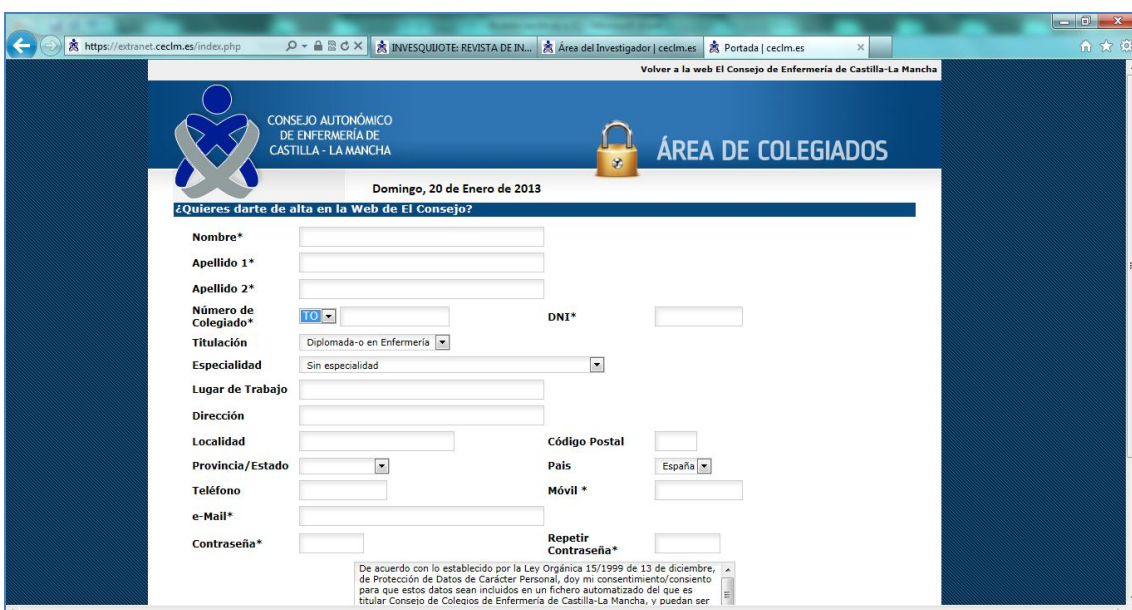 https://extranet.ceclm.es/index.php
INVESQUIJOTE: REVISTA DE IN...
Área del Investigador | ceclm.es
Portada | ceclm.es
Volver a la web El Consejo de Enfermería de Castilla-La Mancha
CONSEJO AUTONÓMICO
DE ENFERMERÍA DE
CASTILLA - LA MANCHA
ÁREA DE COLEGIADOS
Domingo, 20 de Enero de 2013
¿Quieres darte de alta en la Web de El Consejo?
Nombre*
Apellido 1*
Apellido 2*
Número de
Colegiado*
TO
DNI*
Titulación
Diplomada-o en Enfermería
Especialidad
Sin especialidad
Lugar de Trabajo
Dirección
Localidad
Código Postal
Provincia/Estado
Pais
España
Teléfono
Móvil *
e-Mail*
Contraseña*
Repetir
Contraseña*
De acuerdo con lo establecido por la Ley Orgánica 15/1999 de 13 de diciembre,
de Protección de Datos de Carácter Personal, doy mi consentimiento/consiento
para que estos datos sean incluidos en un fichero automatizado del que es
titular Consejo de Colegios de Enfermería de Castilla-La Mancha, y puedan ser